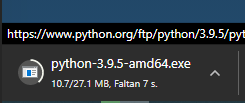 https://www.python.org/ftp/python/3.9.5/pyt
python-3.9.5-amd64.exe
10.7/27.1 MB, Faltan 7 s.